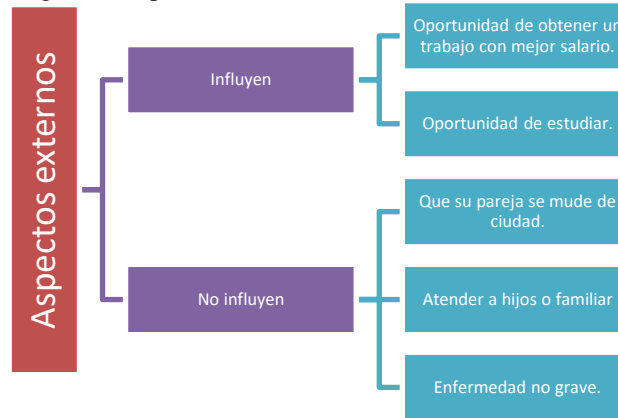 Aspectos externos
Influyen
No influyen
Oportunidad de obtener un
trabajo con mejor salario.
Oportunidad de estudiar.
Que su pareja se mude de
ciudad.
Atender a hijos o familiar
Enfermedad no grave.